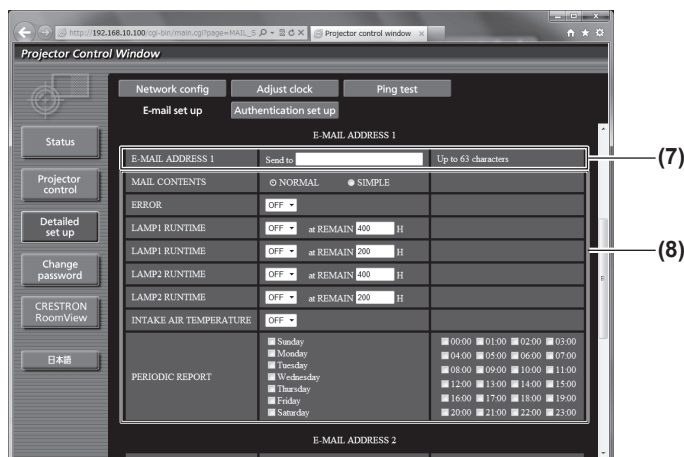 http://192.168.10.100/cgi-bin/main.cgi?page=MAIL_S
Projector control window
Projector Control Window
Network config Adjust clock Ping test
E-mail set up Authentication set up
Status
Projector control
Detailed set up
Change password
CRESTRON RoomView
日本語
E-MAIL ADDRESS 1
E-MAIL ADDRESS 1 Send to Up to 63 characters
(7)
MAIL CONTENTS NORMAL SIMPLE
ERROR OFF
LAMP1 RUNTIME OFF at REMAIN 400 H
LAMP1 RUNTIME OFF at REMAIN 200 H
(8)
LAMP2 RUNTIME OFF at REMAIN 400 H
LAMP2 RUNTIME OFF at REMAIN 200 H
INTAKE AIR TEMPERATURE OFF
PERIODIC REPORT
Sunday
Monday
Tuesday
Wednesday
Thursday
Friday
Saturday
00:00 01:00 02:00 03:00
04:00 05:00 06:00 07:00
08:00 09:00 10:00 11:00
12:00 13:00 14:00 15:00
16:00 17:00 18:00 19:00
20:00 21:00 22:00 23:00
E-MAIL ADDRESS 2